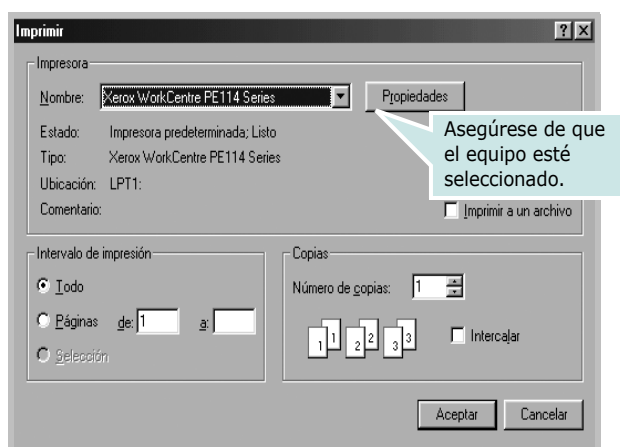 Imprimir
Impresora
Nombre: Xerox WorkCentre PE114 Series Propiedades
Estado: Impresora predeterminada; Listo
Tipo: Xerox WorkCentre PE114 Series
Ubicación: LPT1:
Comentario: Imprimir a un archivo
Asegúrese de que
el equipo esté
seleccionado.
Intervalo de impresión
Todo
Páginas de: 1 a:
Selección
Copias
Número de copias: 1
1 1 2 2 3 3 Intercalar
Aceptar Cancelar